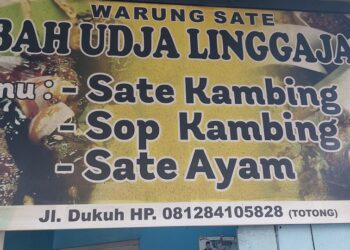 WARUNG SATE
BAH UDJA LINGGAJA
nu : - Sate Kambing
- Sop Kambing
- Sate Ayam
Jl. Dukuh HP. 081284105828 (TOTONG)